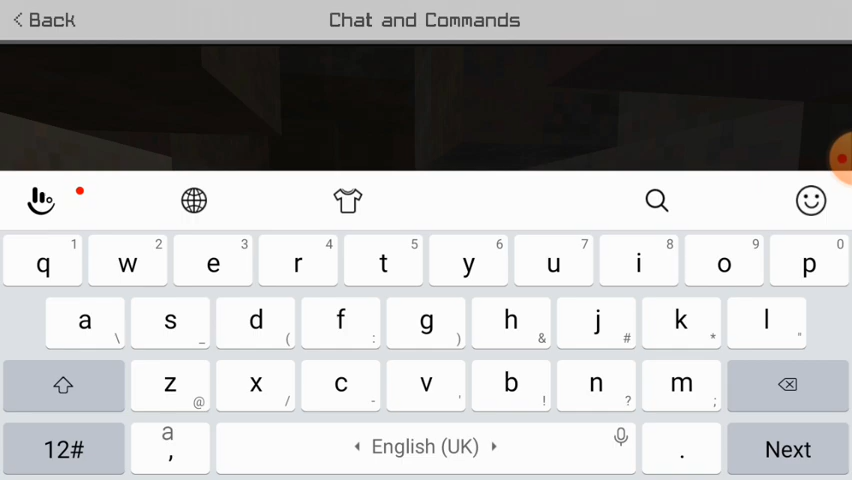 Back
Chat and Commands
1 2 3 4 5 6 7 8 9 0
q w e r t y u i o p
a s d f g h j k l
\ _ ( : ) & # * "
z x c v b n m
@ / - ' ! ? ;
12# a , English (UK) . Next